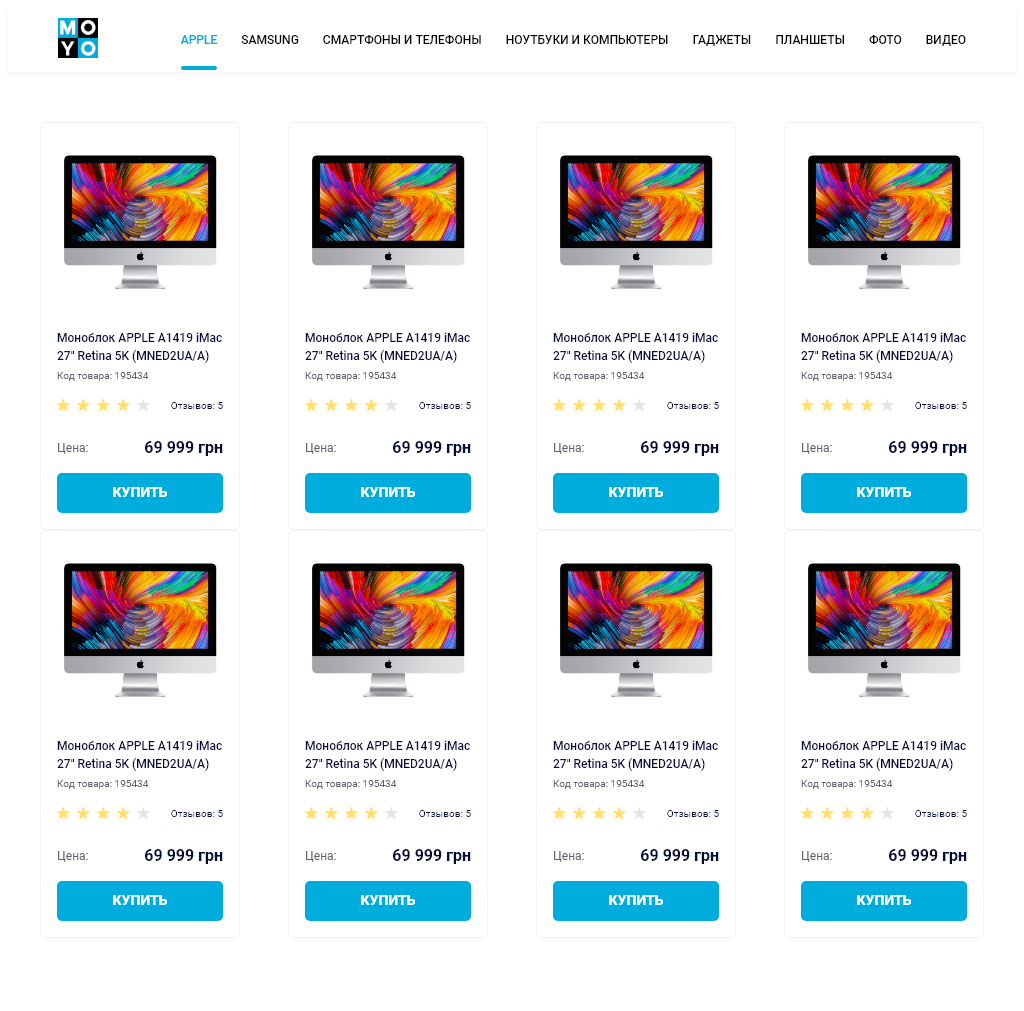 MO
YO
APPLE SAMSUNG СМАРТФОНЫ И ТЕЛЕФОНЫ НОУТБУКИ И КОМПЬЮТЕРЫ ГАДЖЕТЫ ПЛАНШЕТЫ ФОТО ВИДЕО
Моноблок APPLE A1419 iMac
27" Retina 5K (MNED2UA/A)
Код товара: 195434
Отзывов: 5
Цена: 69 999 грн
КУПИТЬ
Моноблок APPLE A1419 iMac
27" Retina 5K (MNED2UA/A)
Код товара: 195434
Отзывов: 5
Цена: 69 999 грн
КУПИТЬ
Моноблок APPLE A1419 iMac
27" Retina 5K (MNED2UA/A)
Код товара: 195434
Отзывов: 5
Цена: 69 999 грн
КУПИТЬ
Моноблок APPLE A1419 iMac
27" Retina 5K (MNED2UA/A)
Код товара: 195434
Отзывов: 5
Цена: 69 999 грн
КУПИТЬ
Моноблок APPLE A1419 iMac
27" Retina 5K (MNED2UA/A)
Код товара: 195434
Отзывов: 5
Цена: 69 999 грн
КУПИТЬ
Моноблок APPLE A1419 iMac
27" Retina 5K (MNED2UA/A)
Код товара: 195434
Отзывов: 5
Цена: 69 999 грн
КУПИТЬ
Моноблок APPLE A1419 iMac
27" Retina 5K (MNED2UA/A)
Код товара: 195434
Отзывов: 5
Цена: 69 999 грн
КУПИТЬ
Моноблок APPLE A1419 iMac
27" Retina 5K (MNED2UA/A)
Код товара: 195434
Отзывов: 5
Цена: 69 999 грн
КУПИТЬ